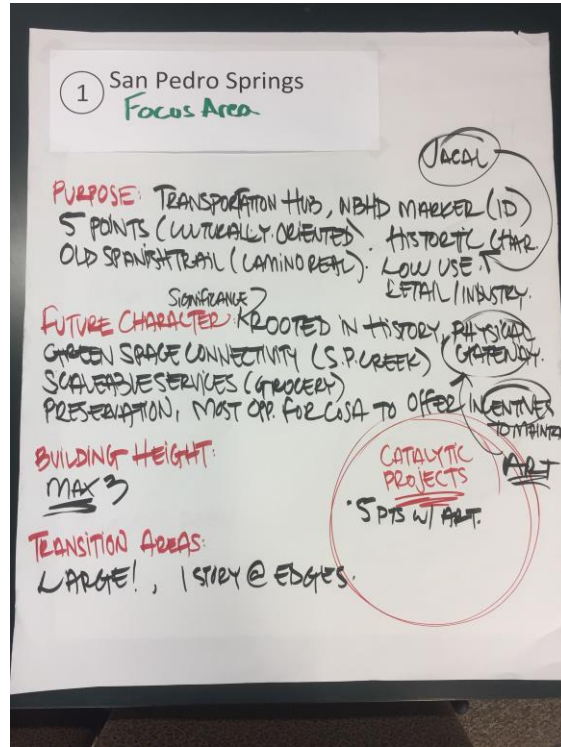 1 San Pedro Springs
Focus Area
JACAL
PURPOSE: TRANSPORTATION HUB, NBHD MARKER (ID)
5 POINTS (CULTURALLY ORIENTED). HISTORTIC CHAR.
OLD SPANISH TRAIL (CAMINO REAL). LOW USE.
RETAIL/INDUSTRY.
SIGNIFICANCE
FUTURE CHARACTER: ROOTED IN HISTORY, PHYSICAL
GREEN SPACE CONNECTIVITY (S.P. CREEK) GATEWAY.
SCALEABLE SERVICES (GROCERY)
PRESERVATION, MOST OPP. FOR COSA TO OFFER INCENTIVES
TO MAINTAIN
ART
BUILDING HEIGHT:
MAX 3
CATALYTIC
PROJECTS
· 5 PTS W/ ART.
TRANSITION AREAS:
LARGE!, 1 STORY @ EDGES.